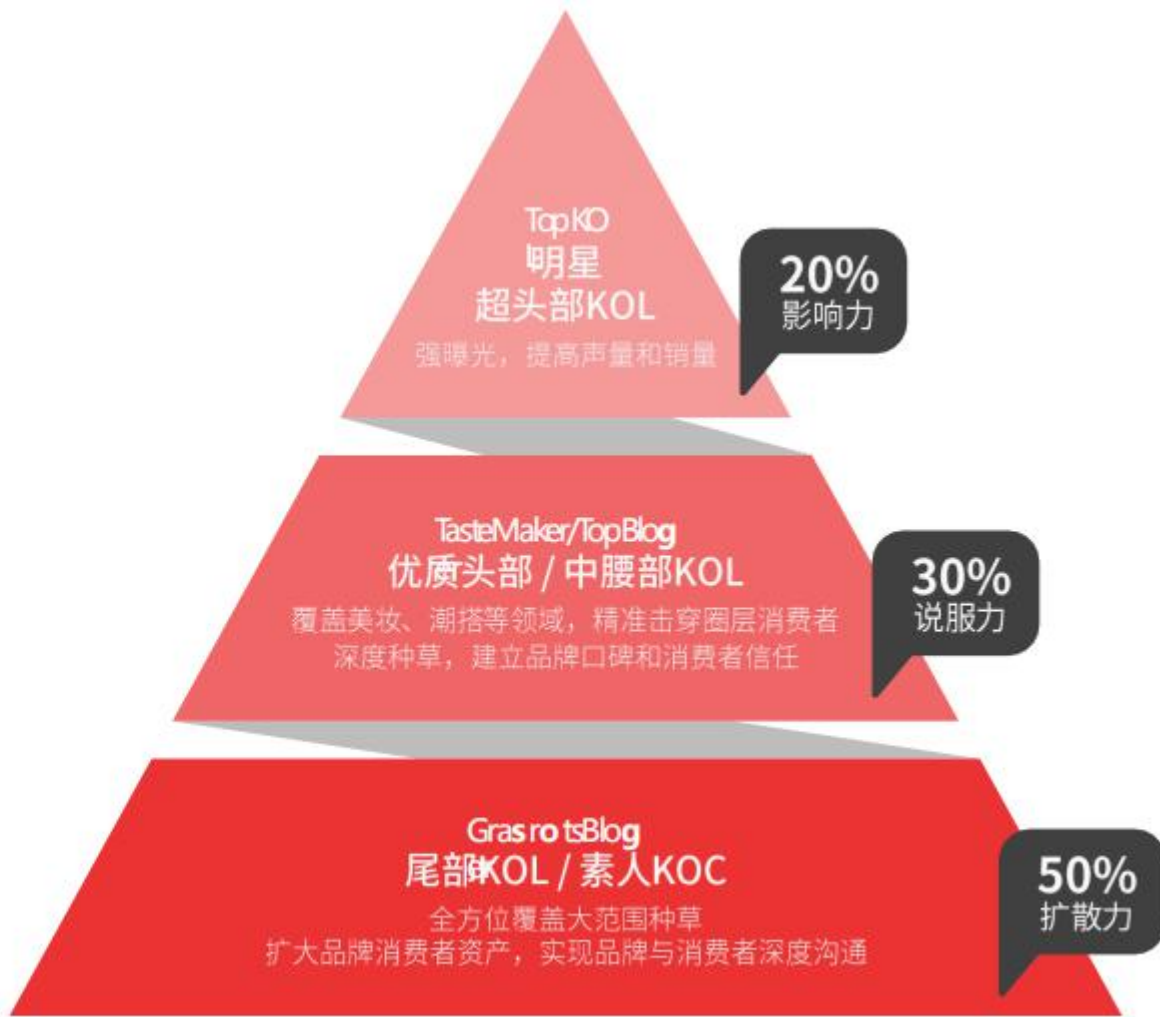 Top KO
明星
超头部KOL
强曝光，提高声量和销量
20%
影响力
TasteMaker/TopBlog
优质头部 / 中腰部KOL
覆盖美妆、潮搭等领域，精准击穿圈层消费者
深度种草，建立品牌口碑和消费者信任
30%
说服力
Grasro tsBlog
尾部KOL / 素人KOC
全方位覆盖大范围种草
扩大品牌消费者资产，实现品牌与消费者深度沟通
50%
扩散力